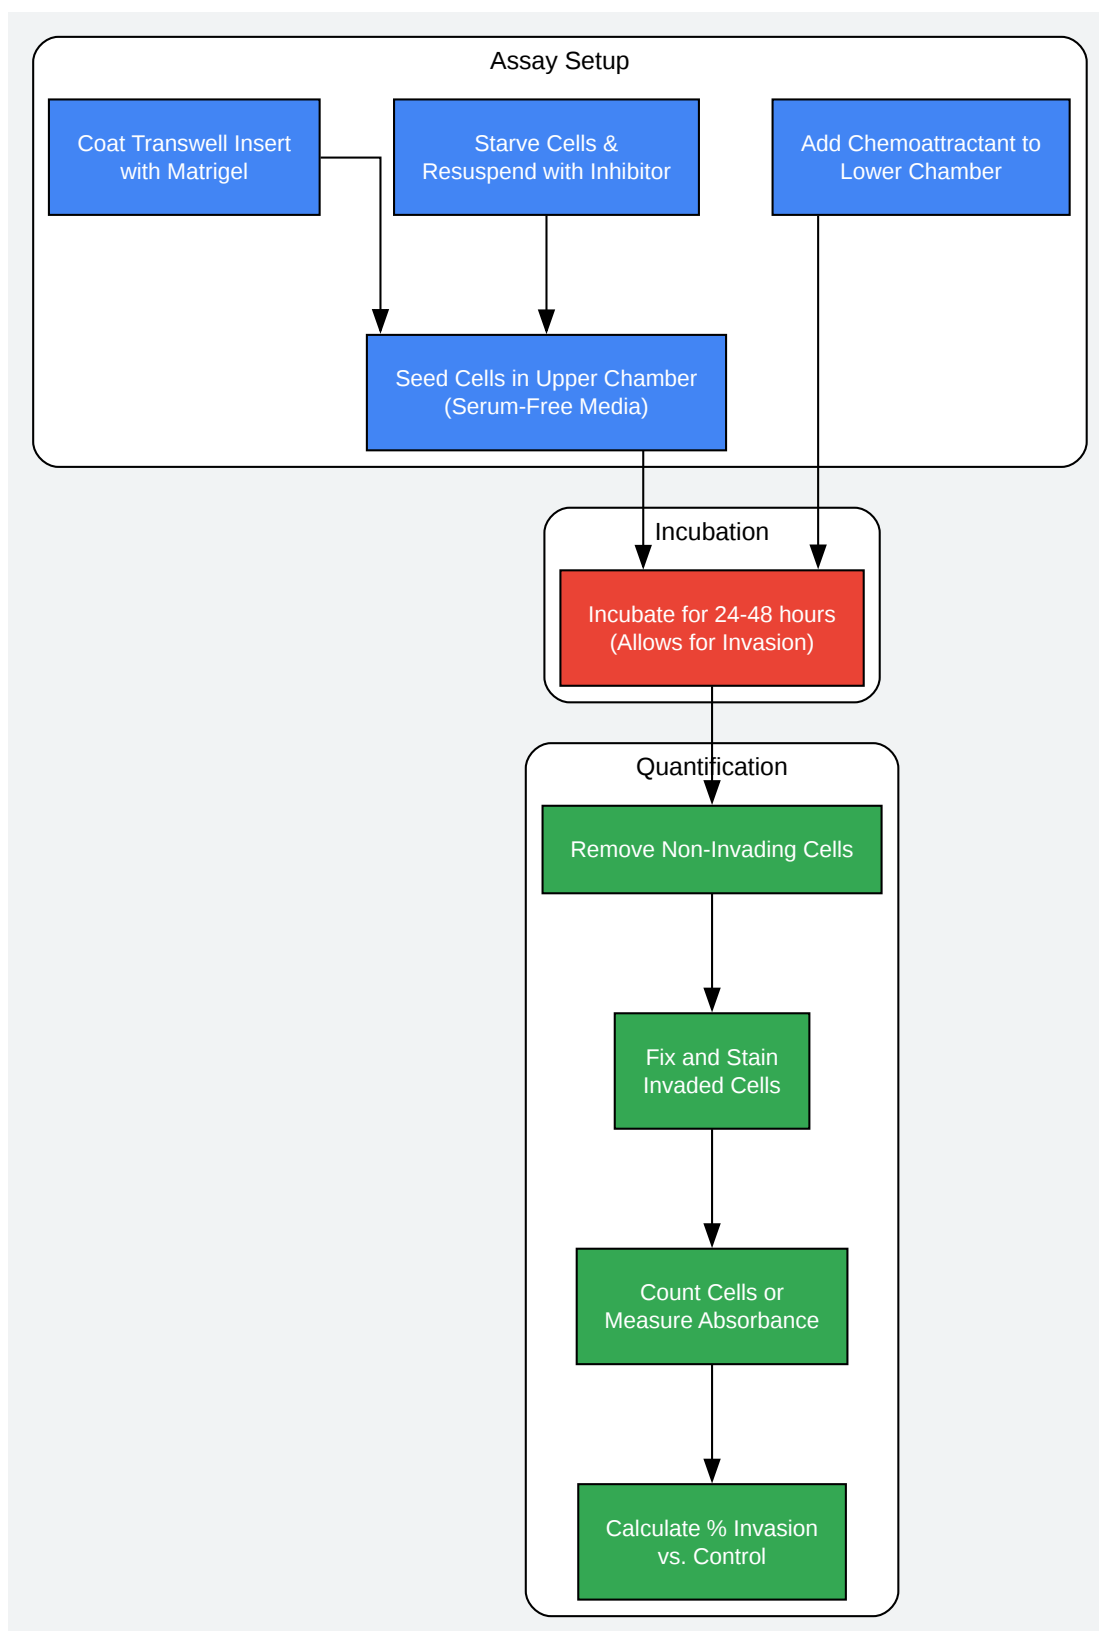 Assay Setup
Coat Transwell Insert
with Matrigel
Starve Cells &
Resuspend with Inhibitor
Add Chemoattractant to
Lower Chamber
Seed Cells in Upper Chamber
(Serum-Free Media)
Incubation
Incubate for 24-48 hours
(Allows for Invasion)
Quantification
Remove Non-Invading Cells
Fix and Stain
Invaded Cells
Count Cells or
Measure Absorbance
Calculate % Invasion
vs. Control